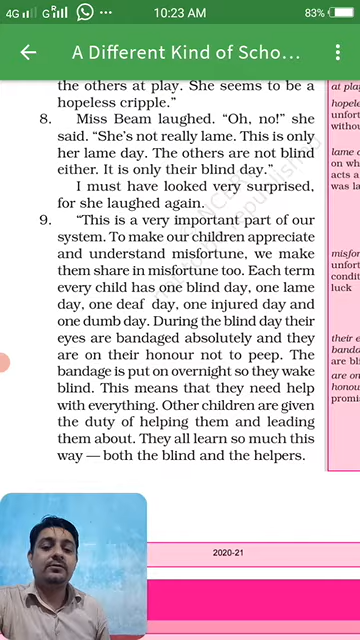 4G 4G 10:23 AM 83%
A Different Kind of Scho...
the others at play. She seems to be a
hopeless cripple."
8. Miss Beam laughed. "Oh, no!" she
said. "She's not really lame. This is only
her lame day. The others are not blind
either. It is only their blind day."
I must have looked very surprised,
for she laughed again.
9. "This is a very important part of our
system. To make our children appreciate
and understand misfortune, we make
them share in misfortune too. Each term
every child has one blind day, one lame
day, one deaf day, one injured day and
one dumb day. During the blind day their
eyes are bandaged absolutely and they
are on their honour not to peep. The
bandage is put on overnight so they wake
blind. This means that they need help
with everything. Other children are given
the duty of helping them and leading
them about. They all learn so much this
way — both the blind and the helpers.
at play
hopele
unfort
withou
lame
on wh
acts a
was la
misfor
unfort
condit
luck
their e
banda
are bl
are on
honou
promi
2020-21